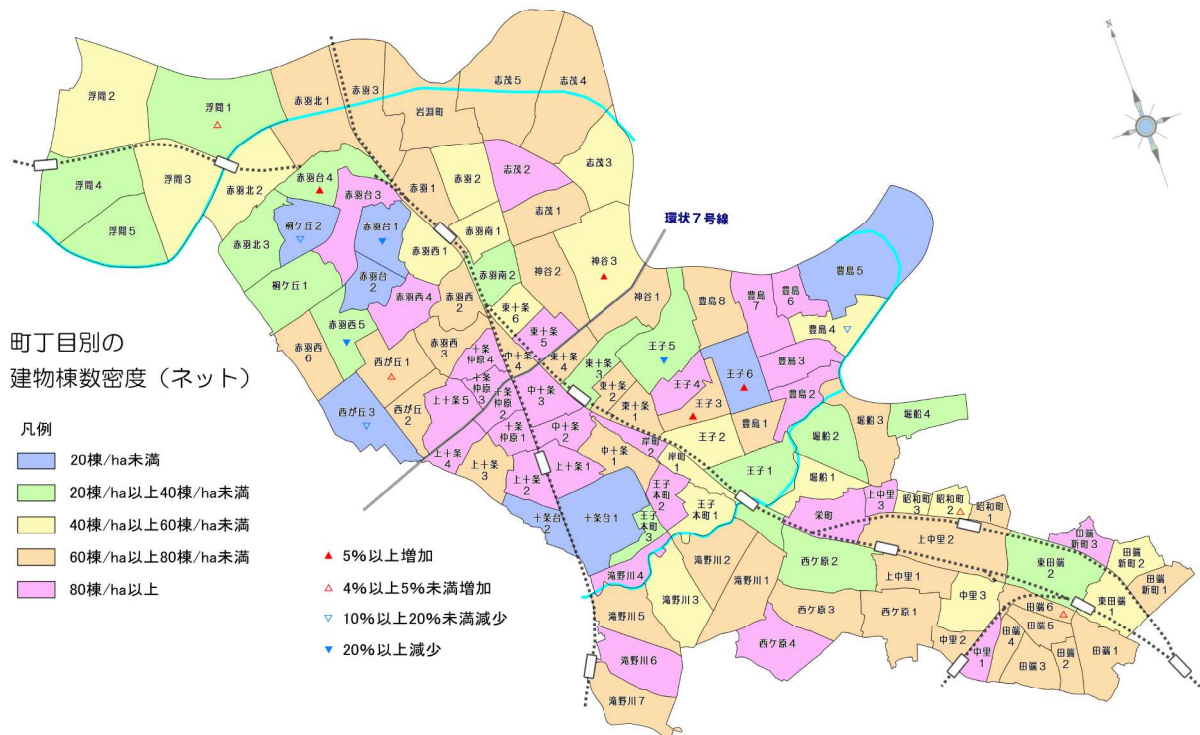 N
浮間2
浮間1
赤羽北1
赤羽3
岩淵町
志茂5
志茂4
浮間4
浮間3
浮間5
赤羽北2
赤羽台4
赤羽台3
赤羽1
赤羽2
志茂2
志茂3
志茂1
桐ケ丘2
赤羽台1
赤羽北3
赤羽西1
赤羽南1
環状7号線
赤羽台
2
桐ケ丘1
赤羽西4
赤羽西
2
赤羽南2
神谷2
神谷3
神谷1
豊島8
豊島
7
豊島
6
豊島5
豊島4
赤羽西5
赤羽西
6
西が丘1
赤羽西
3
東十条
6
東十条
5
東十条
4
東十条
3
中十条
4
十条
仲原4
十条
仲原
3
十条
仲原
2
十条
仲原1
王子5
王子4
王子6
王子3
豊島3
豊島2
豊島1
西が丘3
西が丘
2
上十条5
上十条
4
上十条
3
中十条
3
中十条
2
中十条
1
東十条
2
東十条
1
王子2
岸町
2
岸町
1
王子1
堀船2
堀船3
堀船4
堀船1
上十条
2
上十条1
十条台
2
十条台1
王子
本町
2
王子
本町
3
王子
本町1
栄町
上中里
3
昭和町
3
昭和町
2
昭和町
1
上中里2
田端
新町3
田端
新町2
田端
新町1
滝野川4
滝野川3
滝野川2
滝野川1
滝野川5
滝野川6
滝野川7
西ケ原2
西ケ原3
西ケ原4
西ケ原1
上中里1
中里3
中里2
中里
1
東田端
2
東田端
1
田端6
田端5
田端
4
田端3
田端
2
田端1
町丁目別の
建物棟数密度（ネット）
凡例
20棟/ha未満
20棟/ha以上40棟/ha未満
40棟/ha以上60棟/ha未満
60棟/ha以上80棟/ha未満
80棟/ha以上
5%以上増加
4%以上5%未満増加
10%以上20%未満減少
20%以上減少